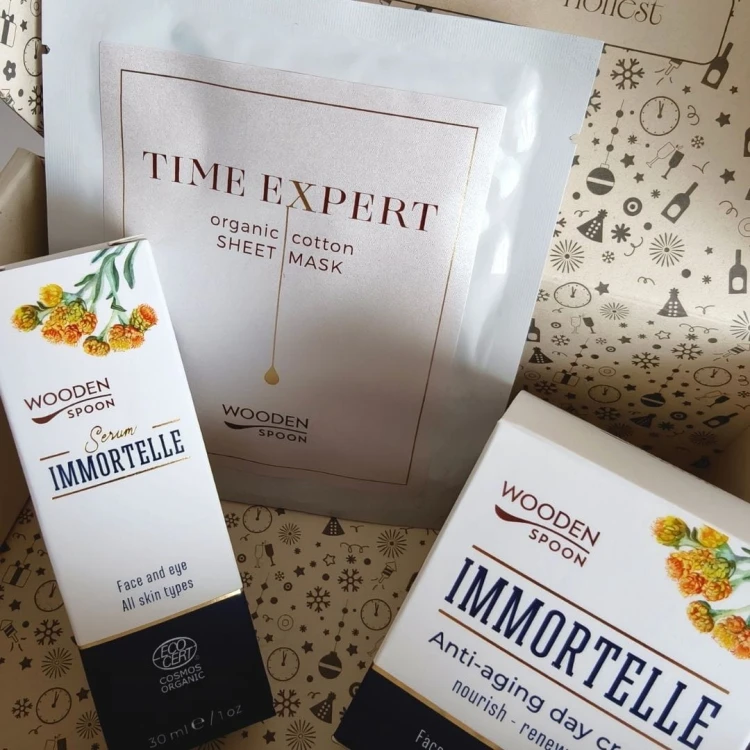 honest
TIME EXPERT
organic cotton
SHEET MASK
WOODEN
SPOON
WOODEN
SPOON
Serum
IMMORTELLE
Face and eye
All skin types
ECO
CERT
COSMOS
ORGANIC
30 ml e / 1 oz
WOODEN
SPOON
IMMORTELLE
Anti-aging day
nourish - renew